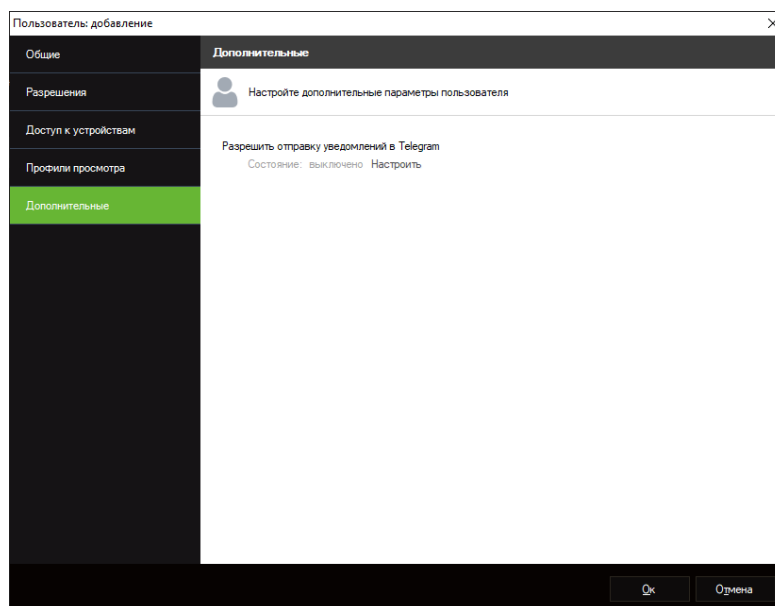 Пользователь: добавление
Общие
Разрешения
Доступ к устройствам
Профили просмотра
Дополнительные
Дополнительные
Настройте дополнительные параметры пользователя
Разрешить отправку уведомлений в Telegram
Состояние: выключено Настроить
Ок Отмена